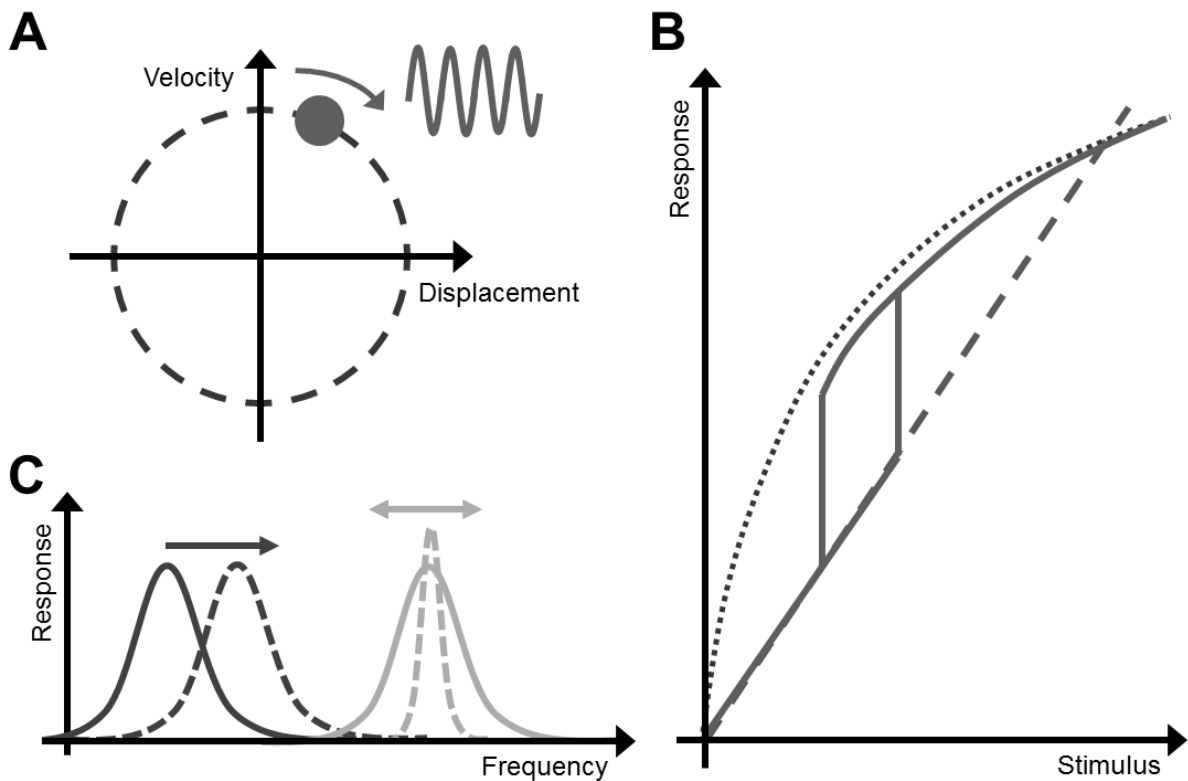 A
Velocity
Displacement
B
Response
Stimulus
C
Response
Frequency